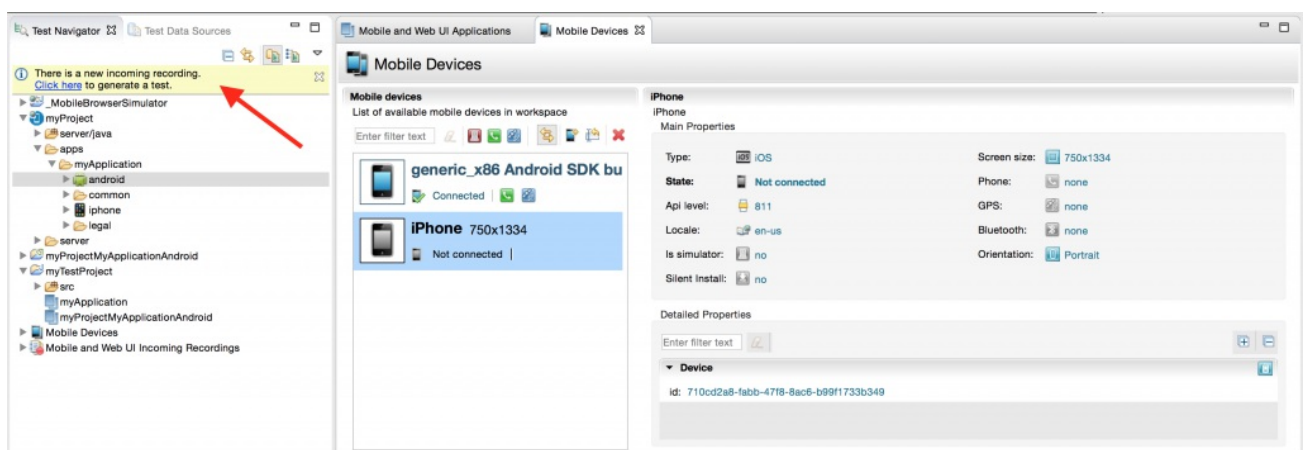 Test Navigator
Test Data Sources
There is a new incoming recording.
Click here to generate a test.
_MobileBrowserSimulator
myProject
server/java
apps
myApplication
android
common
iphone
legal
server
myProjectMyApplicationAndroid
myTestProject
src
myApplication
myProjectMyApplicationAndroid
Mobile Devices
Mobile and Web UI Incoming Recordings
Mobile and Web UI Applications
Mobile Devices
Mobile Devices
Mobile devices
List of available mobile devices in workspace
Enter filter text
generic_x86 Android SDK bu
Connected
iPhone 750x1334
Not connected
iPhone
iPhone
Main Properties
Type: iOS Screen size: 750x1334
State: Not connected Phone: none
Api level: 811 GPS: none
Locale: en-us Bluetooth: none
Is simulator: no Orientation: Portrait
Silent Install: no
Detailed Properties
Enter filter text
Device
id: 710cd2a8-fabb-47f8-8ac6-b99f1733b349